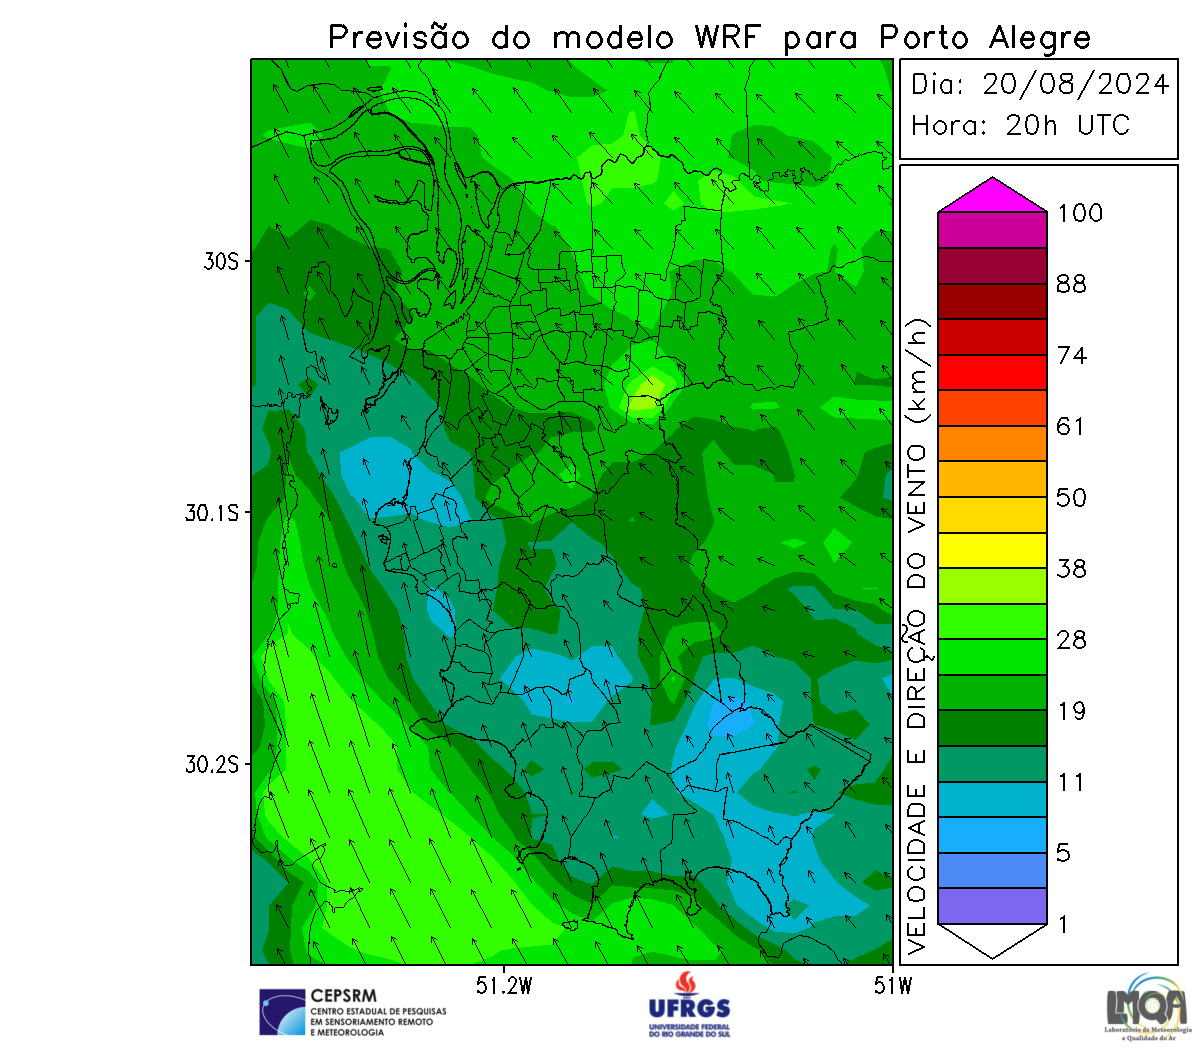 Previsão do modelo WRF para Porto Alegre
Dia: 20/08/2024
Hora: 20h UTC
30S
30.1S
30.2S
51.2W
51W
VELOCIDADE E DIREÇÃO DO VENTO (km/h)
100
88
74
61
50
38
28
19
11
5
1
CEPSRM
CENTRO ESTADUAL DE PESQUISAS
EM SENSORIAMENTO REMOTO
E METEOROLOGIA
UFRGS
UNIVERSIDADE FEDERAL
DO RIO GRANDE DO SUL
LMQA
Laboratório de Meteorologia
e Qualidade do Ar